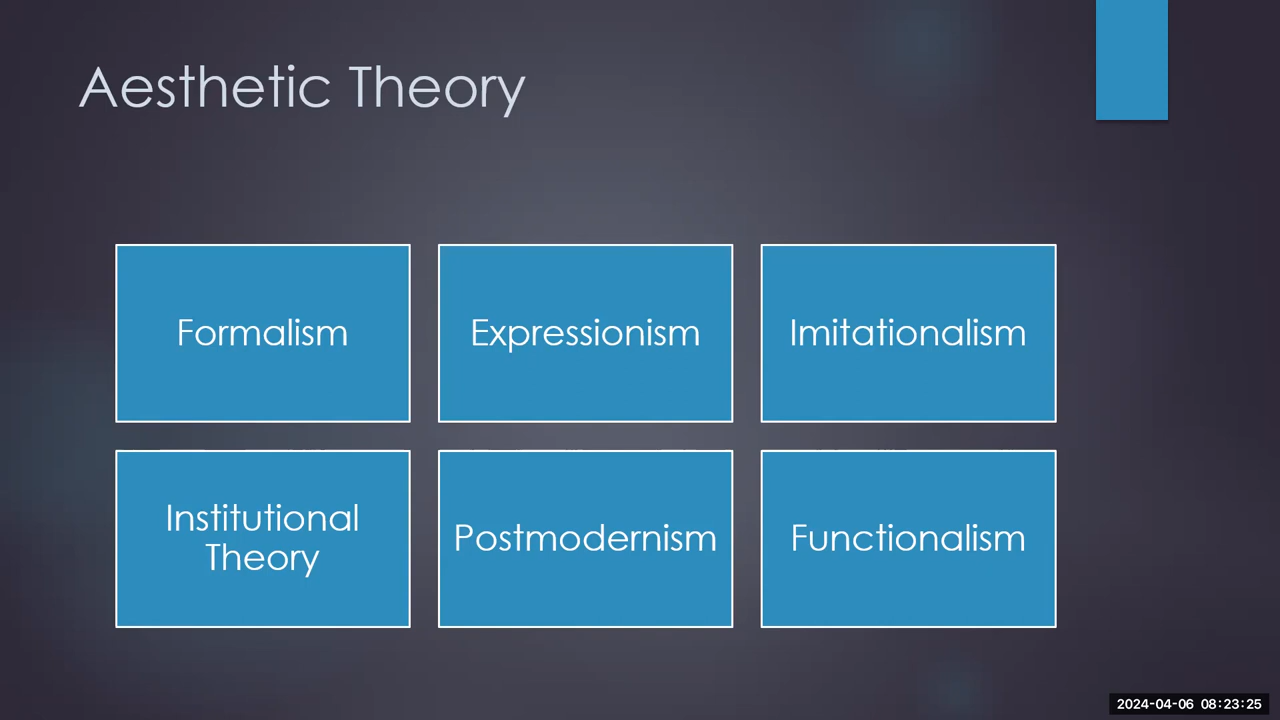 Aesthetic Theory
Formalism
Expressionism
Imitationalism
Institutional
Theory
Postmodernism
Functionalism
2024-04-06 08:23:25